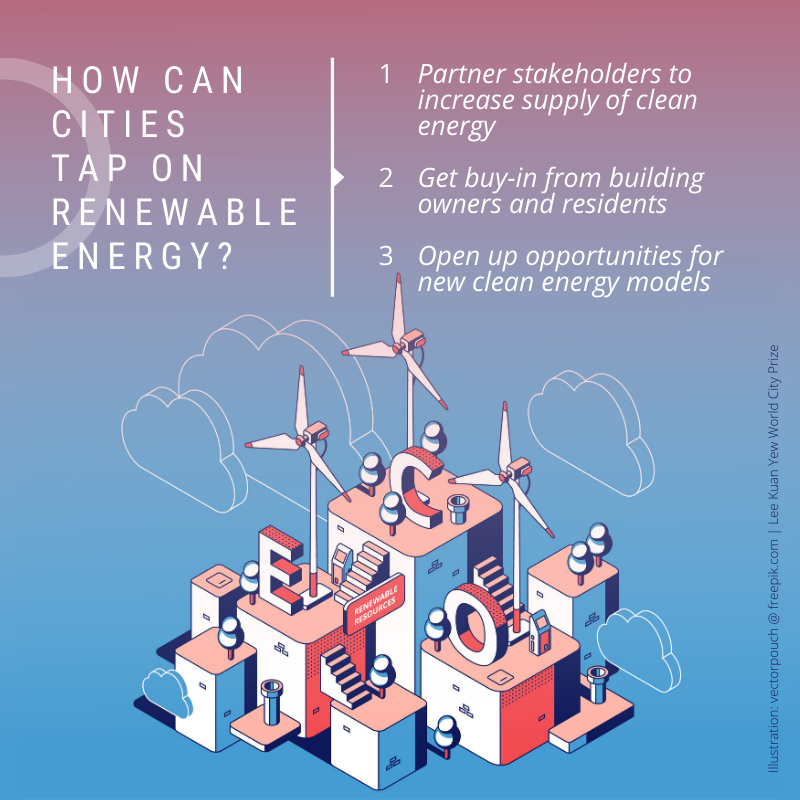 HOW CAN
CITIES
TAP ON
RENEWABLE
ENERGY?
1 Partner stakeholders to
increase supply of clean
energy
2 Get buy-in from building
owners and residents
3 Open up opportunities for
new clean energy models
E
C
O
RENEWABLE
RESOURCES
Illustration: vectorpouch @ freepik.com | Lee Kuan Yew World City Prize